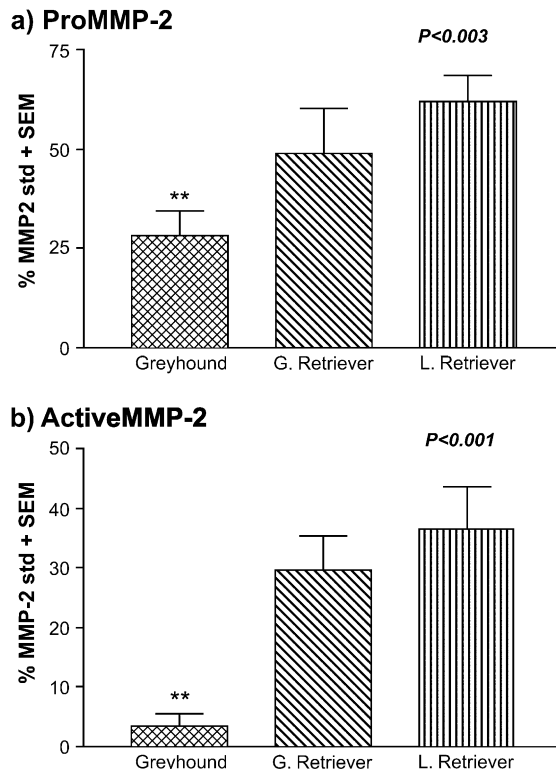 a) ProMMP-2
P<0.003
75
50
25
0
% MMP2 std + SEM
**
Greyhound
G. Retriever
L. Retriever
b) ActiveMMP-2
P<0.001
50
40
30
20
10
0
% MMP-2 std + SEM
**
Greyhound
G. Retriever
L. Retriever